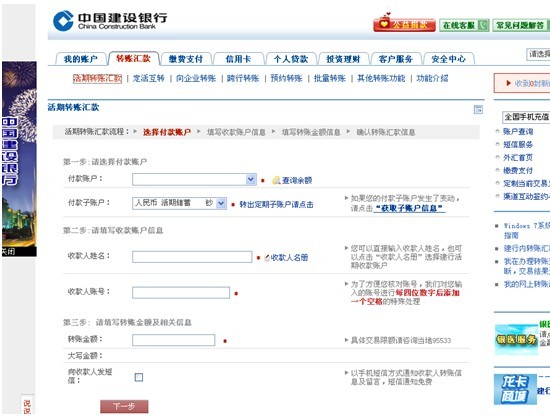 中国建设银行
China Construction Bank
公益捐款 在线客服 常见问题解答
我的账户 转账汇款 缴费支付 信用卡 个人贷款 投资理财 客户服务 安全中心
请选择
活期转账汇款 | 定活互转 | 向企业转账 | 跨行转账 | 预约转账 | 批量转账 | 其他转账功能 | 功能介绍
收到0封新
活期转账汇款
活期转账汇款流程: 选择付款账户 填写收款账户信息 填写转账金额信息 确认转账汇款信息
第一步:请选择付款账户
付款账户: * 查询余额
付款子账户: 人民币 活期储蓄 钞 * 转出定期子账户请点击
如果您的付款子账户发生了变动,
请点击“获取子账户信息”
第二步:请填写收款账户信息
收款人姓名: * 收款人名册
您可以直接输入收款人姓名,也可
以点击“收款人名册”选择建行活
期收款账户
收款人账号: *
为了方便您核对账号,我们对您输
入的账号进行每四位数字后添加
一个空格的特殊处理
第三步: 请填写转账金额及相关信息
转账金额: *
具体交易限额请咨询当地95533
大写金额:
向收款人发短
信:
以手机短信方式通知收款人转账信
息及留言,短信通知免费
下一步
全国手机充值
账户查询
短信服务
外汇首页
缴费支付
定制当前交易
渠道互动签约
Windows 7系统
指南
建行内转账汇
我在办理转账
断,交易结果
我的网上转账
银医服务
龙卡商城
中国建设银行
关闭